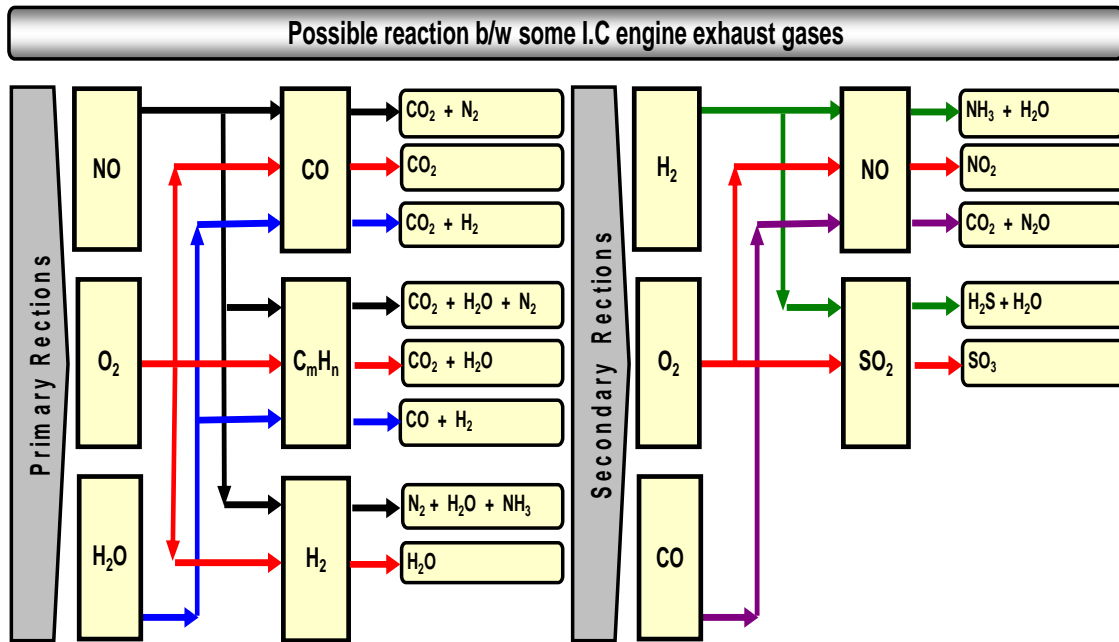 Possible reaction b/w some I.C engine exhaust gases
Primary Rections
NO
O₂
H₂O
CO
CₘHₙ
H₂
CO₂ + N₂
CO₂
CO₂ + H₂
CO₂ + H₂O + N₂
CO₂ + H₂O
CO + H₂
N₂ + H₂O + NH₃
H₂O
Secondary Rections
H₂
O₂
CO
NO
SO₂
NH₃ + H₂O
NO₂
CO₂ + N₂O
H₂S + H₂O
SO₃